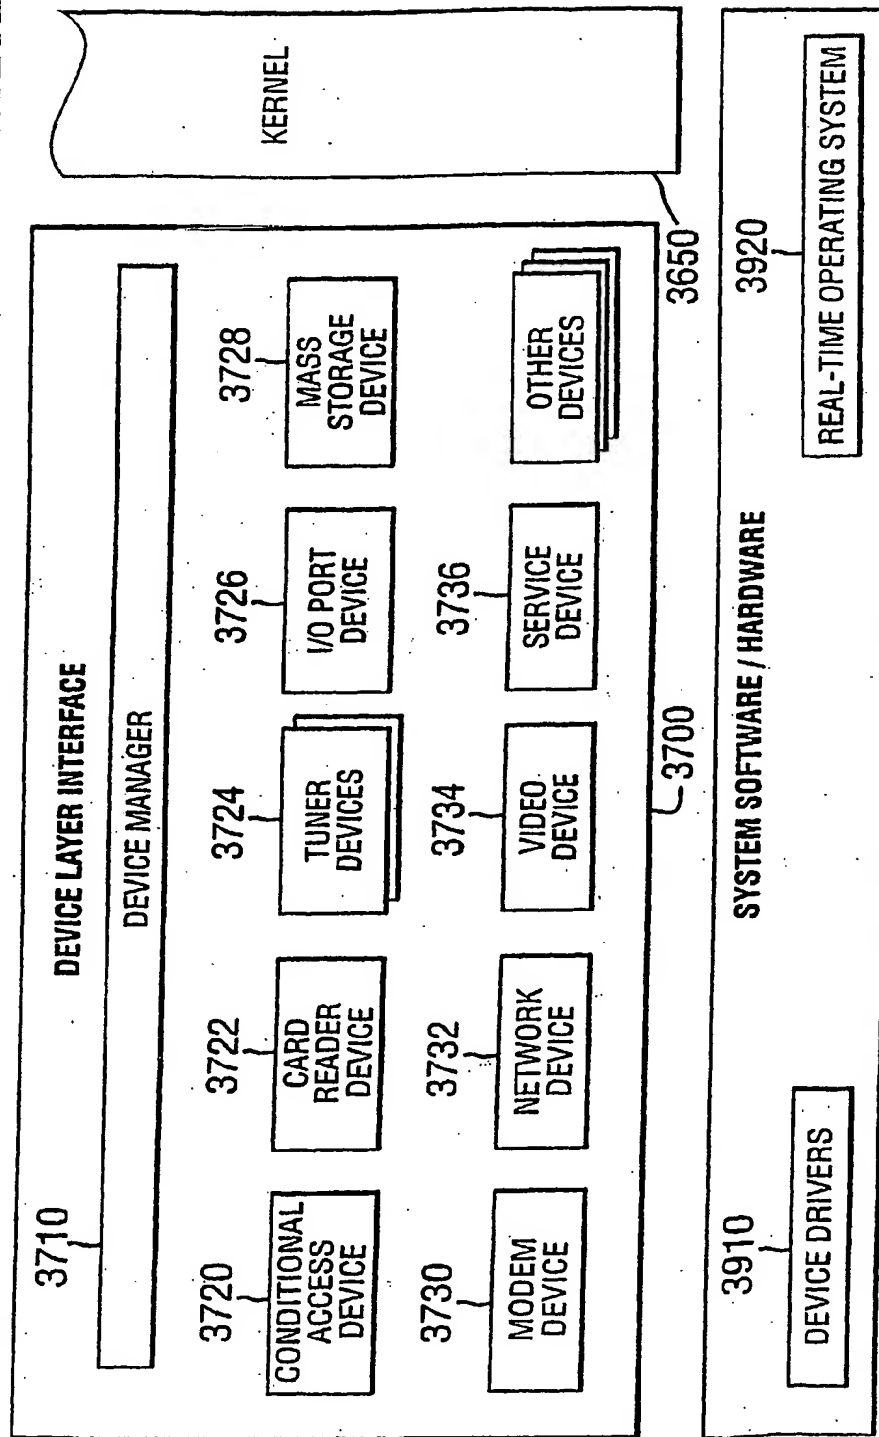 DEVICE LAYER INTERFACE
3710
DEVICE MANAGER
KERNEL
3650
3720
CONDITIONAL
ACCESS
DEVICE
3722
CARD
READER
DEVICE
3724
TUNER
DEVICES
3726
I/O PORT
DEVICE
3728
MASS
STORAGE
DEVICE
3730
MODEM
DEVICE
3732
NETWORK
DEVICE
3734
VIDEO
DEVICE
3736
SERVICE
DEVICE
OTHER
DEVICES
3700
SYSTEM SOFTWARE / HARDWARE
3910
DEVICE DRIVERS
3920
REAL-TIME OPERATING SYSTEM